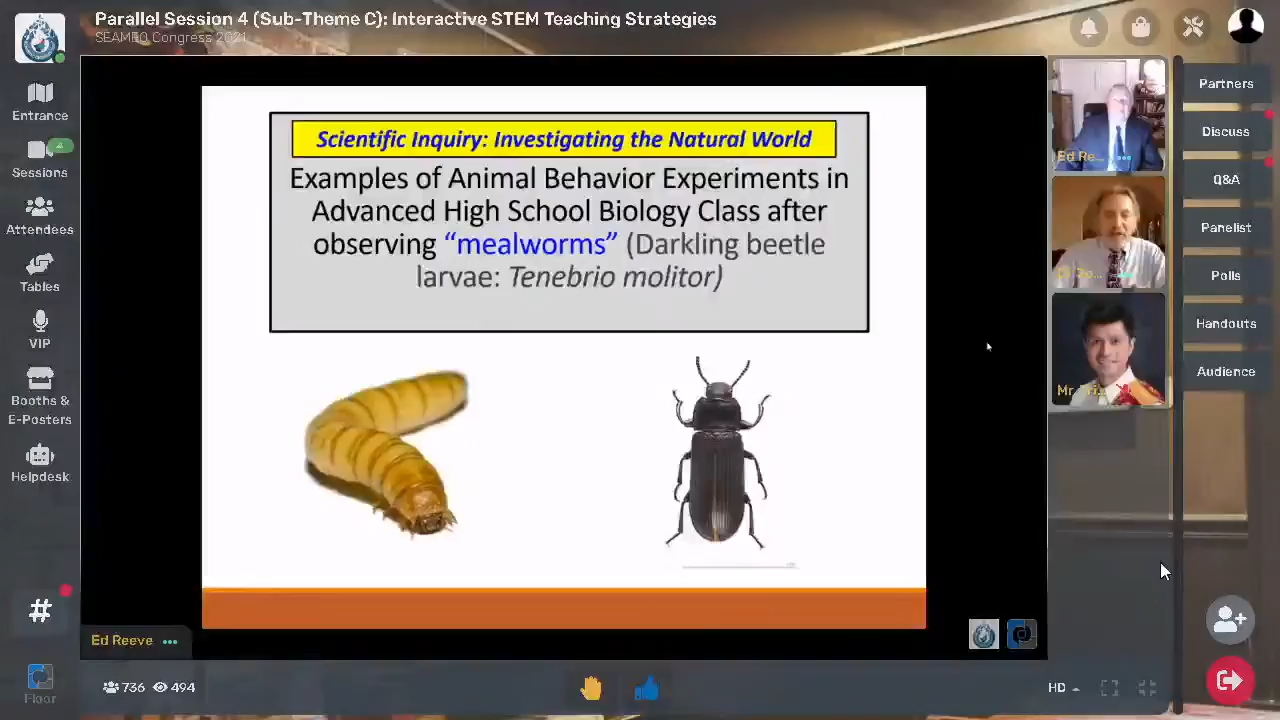 Parallel Session 4 (Sub-Theme C): Interactive STEM Teaching Strategies
SEAMEO Congress 2021
Entrance
Sessions
Attendees
Tables
VIP
Booths &
E-Posters
Helpdesk
#
Floor
Scientific Inquiry: Investigating the Natural World
Examples of Animal Behavior Experiments in
Advanced High School Biology Class after
observing “mealworms” (Darkling beetle
larvae: Tenebrio molitor)
Ed Reeve
736 494
HD
Ed Re...
Partners
Discuss
Q&A
Panelist
Polls
Handouts
Audience